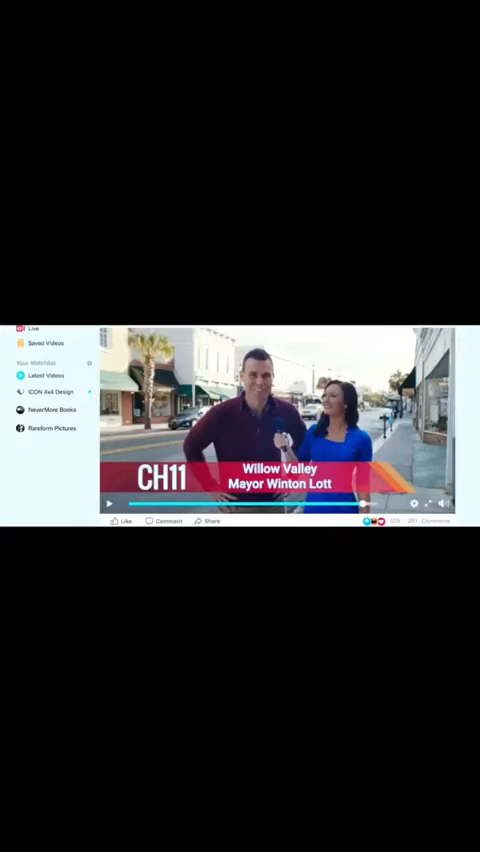 Live
Saved Videos
Your Watchlist
Latest Videos
ICON 4x4 Design
NeverMore Books
Rareform Pictures
CH11
Willow Valley
Mayor Winton Lott
Like
Comment
Share
291 Comments